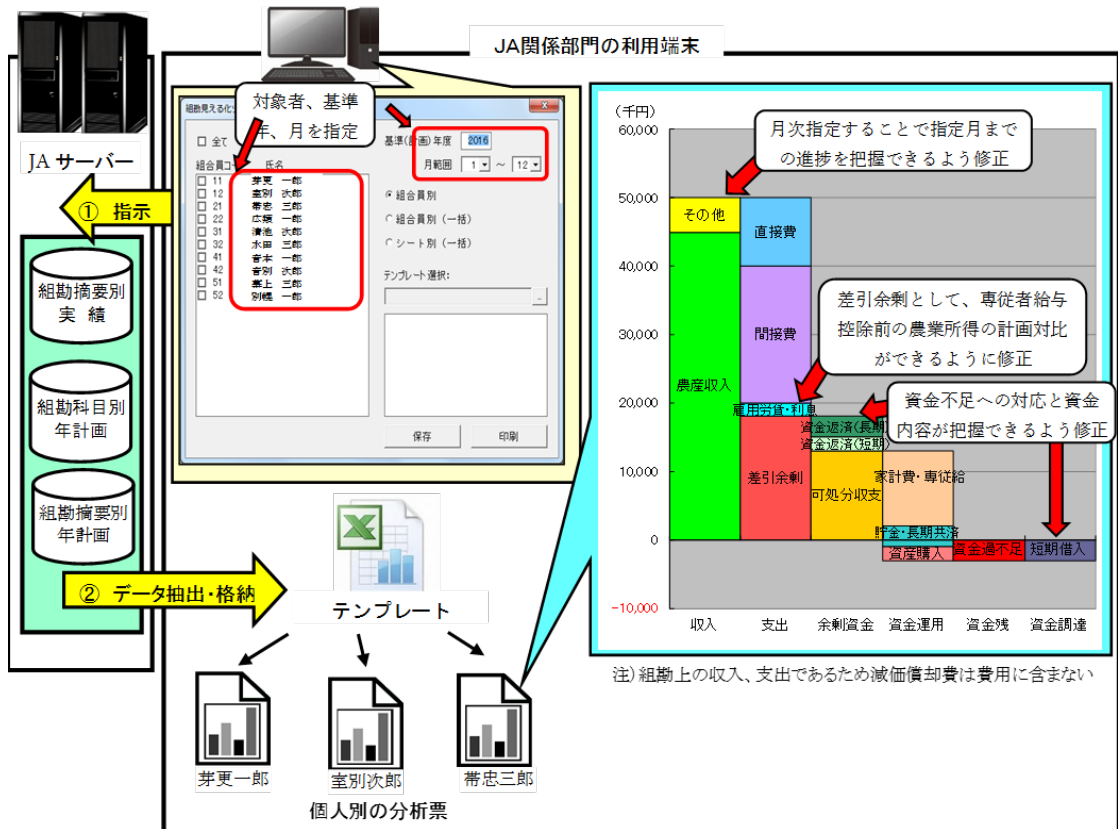 JA関係部門の利用端末
JA サーバー
① 指示
組勘摘要別
実 績
組勘科目別
年計画
組勘摘要別
年計画
② データ抽出・格納
組勘見える化ツ
対象者、基準
年、月を指定
□ 全て
基準(計画)年度 2016
月範囲 1 ～ 12
組合員コー 氏名
11 芽更 一郎
12 室別 次郎
21 帯忠 三郎
22 広類 一郎
31 清池 次郎
32 水田 三郎
41 音本 一郎
42 音別 次郎
51 三郎
52 別幌 一郎
組合員別
組合員別 (一括)
シート別 (一括)
テンプレート選択:
...
保存
印刷
テンプレート
芽更一郎
室別次郎
帯忠三郎
個人別の分析票
(千円)
60,000
50,000
40,000
30,000
20,000
10,000
0
-10,000
月次指定することで指定月まで
の進捗を把握できるよう修正
差引余剰として、専従者給与
控除前の農業所得の計画対比
ができるように修正
資金不足への対応と資金
内容が把握できるよう修正
その他
農産収入
直接費
間接費
雇用労賃・利息
差引余剰
資金返済(長期)
資金返済(短期)
可処分収支
家計費・専従給
貯金・長期共済
資産購入
資金過不足
短期借入
収入
支出
余剰資金
資金運用
資金残
資金調達
注) 組勘上の収入、支出であるため減価償却費は費用に含まない